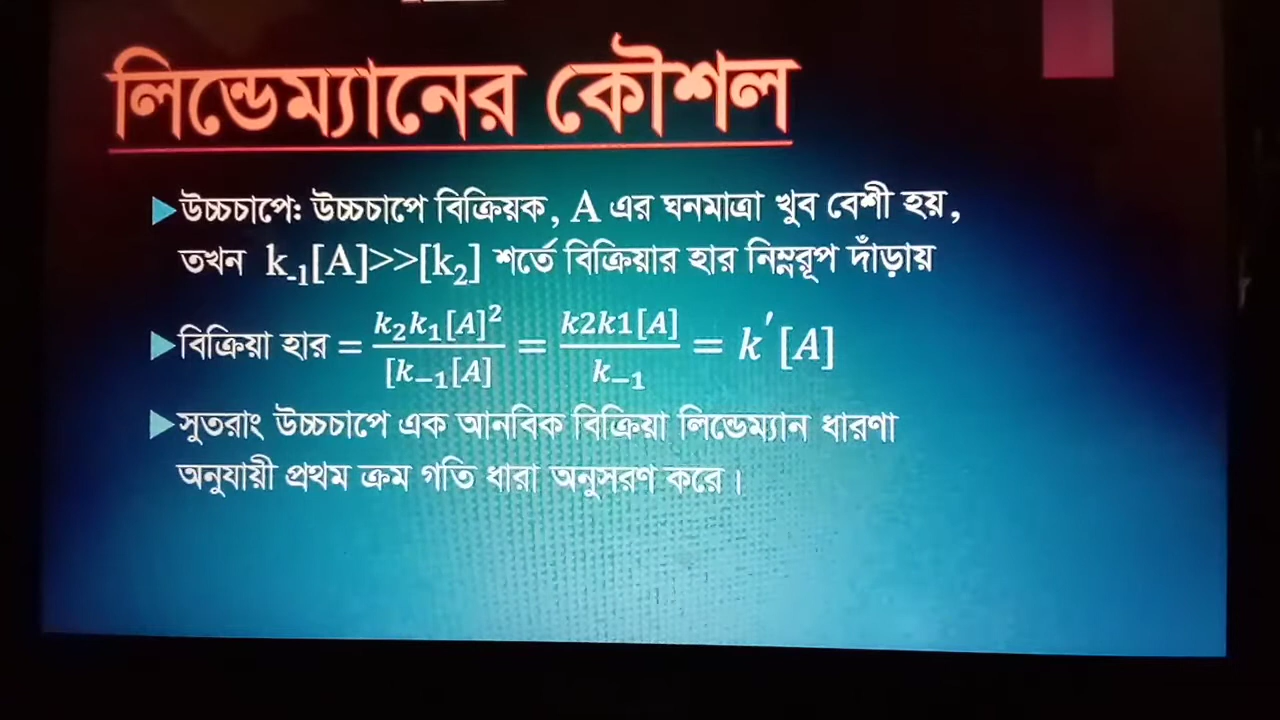 লিন্ডেম্যানের কৌশল
উচ্চচাপে: উচ্চচাপে বিক্রিয়ক, A এর ঘনমাত্রা খুব বেশী হয়,
তখন k₋₁[A]>>[k₂] শর্তে বিক্রিয়ার হার নিম্নরূপ দাঁড়ায়
বিক্রিয়া হার = k₂k₁[A]²/[k₋₁[A] = k2k1[A]/k₋₁ = k′[A]
সুতরাং উচ্চচাপে এক আনবিক বিক্রিয়া লিন্ডেম্যান ধারণা
অনুযায়ী প্রথম ক্রম গতি ধারা অনুসরণ করে।